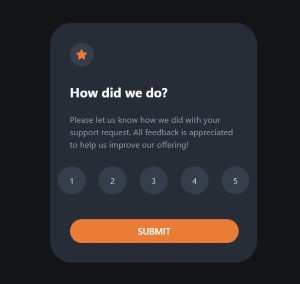 How did we do?
Please let us know how we did with your
support request. All feedback is appreciated
to help us improve our offering!
1 2 3 4 5
SUBMIT